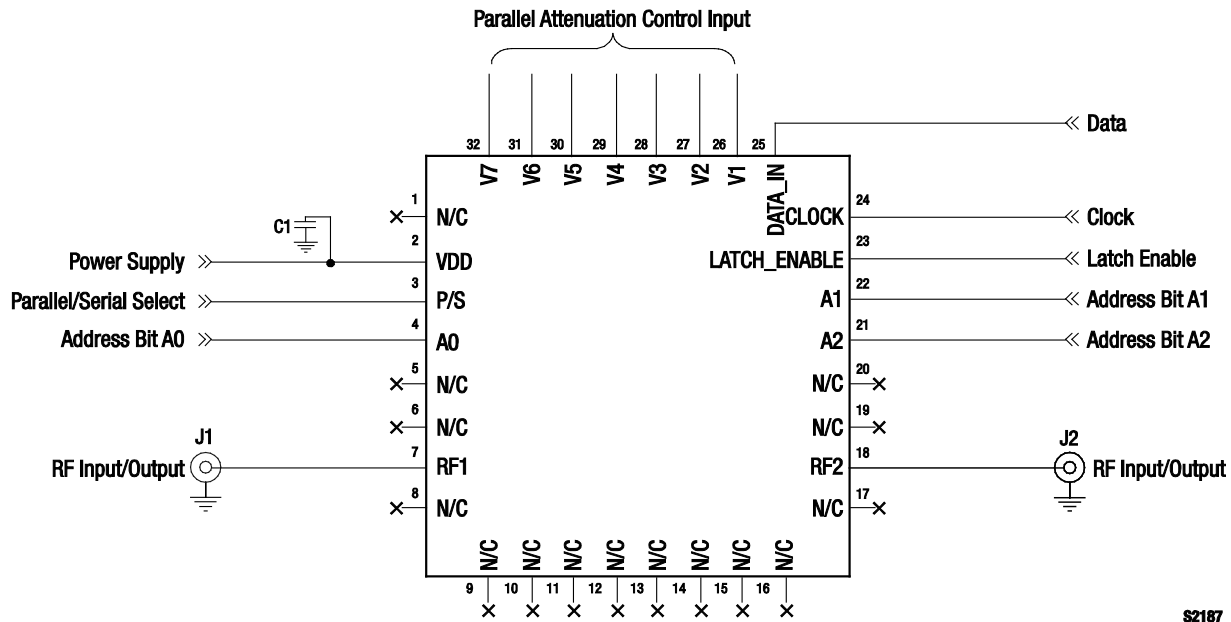 Parallel Attenuation Control Input
32 31 30 29 28 27 26 25
Data
V7 V6 V5 V4 V3 V2 V1 DATA_IN
1
N/C
CLOCK
24
Clock
C1
2
Power Supply
VDD
LATCH_ENABLE
23
Latch Enable
3
Parallel/Serial Select
P/S
A1
22
Address Bit A1
4
Address Bit A0
A0
A2
21
Address Bit A2
5
N/C
N/C
20
6
N/C
N/C
19
J1
RF Input/Output
7
RF1
RF2
18
J2
RF Input/Output
8
N/C
N/C
17
N/C N/C N/C N/C N/C N/C N/C N/C
9 10 11 12 13 14 15 16
S2187